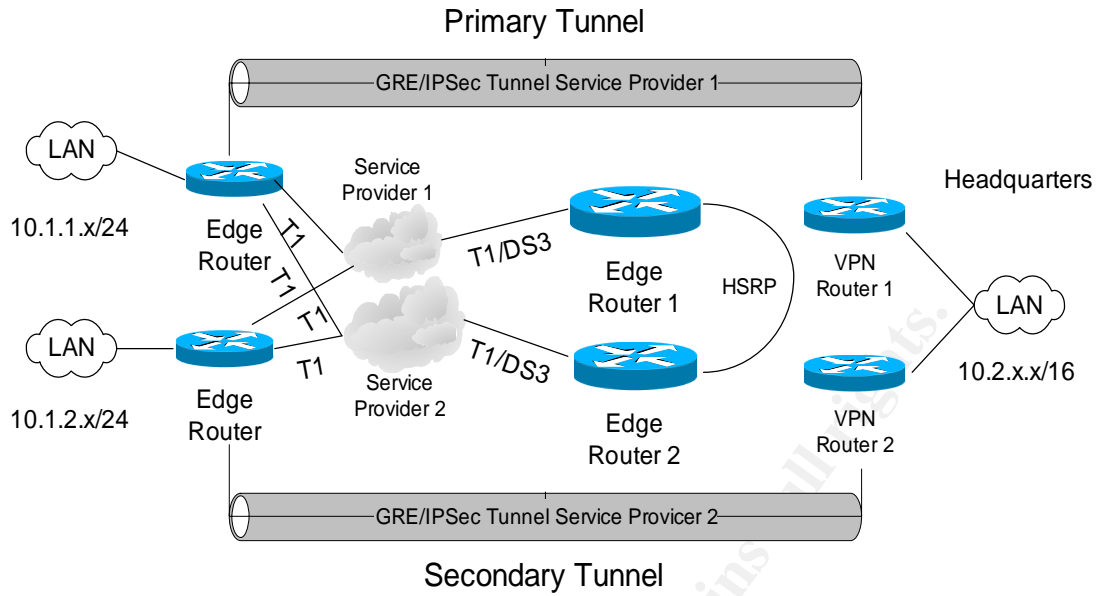 Primary Tunnel
GRE/IPSec Tunnel Service Provider 1
LAN
10.1.1.x/24
Edge
Router
T1
T1
T1
T1
Service
Provider 1
T1/DS3
Edge
Router 1
HSRP
Headquarters
VPN
Router 1
LAN
10.2.x.x/16
LAN
10.1.2.x/24
Edge
Router
Service
Provider 2
T1/DS3
Edge
Router 2
VPN
Router 2
GRE/IPSec Tunnel Service Provicer 2
Secondary Tunnel
ins
ull rights.